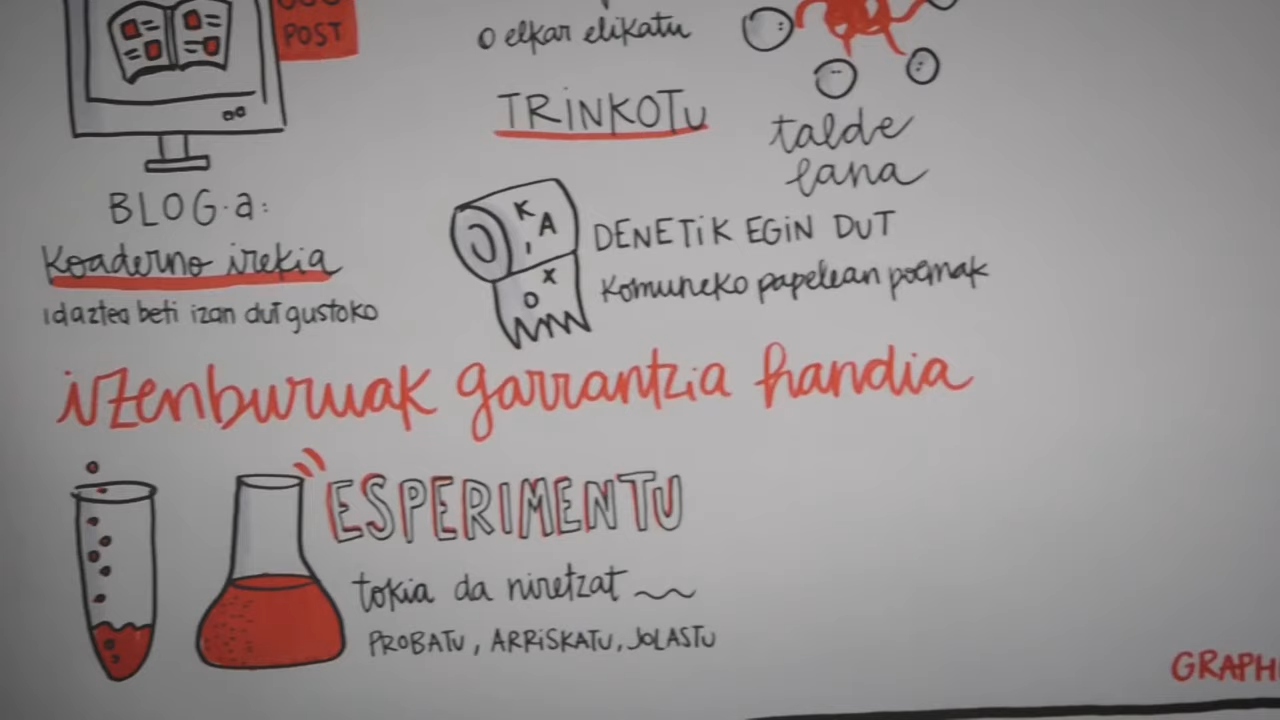 POST
BLOG.a:
Koaderno irekia
idaztea beti izan dut gustoko
o elkar elikatu
TRINKOTU
talde
lana
KA
I X
O
DENETIK EGIN DUT
Komuneko papelean poemak
izenburuak garrantzia handia
ESPERIMENTU
tokia da niretzat
PROBATU, ARRISKATU, JOLASTU
GRAPH